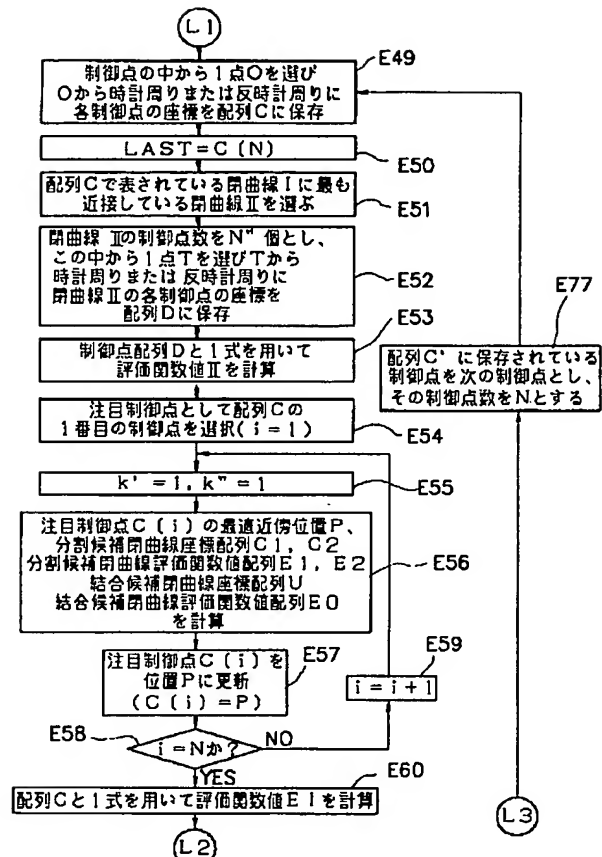 L1
E49
制御点の中から1点Oを選び
Oから時計周りまたは反時計周りに
各制御点の座標を配列Cに保存
LAST=C(N)
E50
配列Cで表されている閉曲線Iに最も
近接している閉曲線IIを選ぶ
E51
閉曲線 IIの制御点数をN"個とし、
この中から1点Tを選びTから
時計周りまたは反時計周りに
閉曲線IIの各制御点の座標を
配列Dに保存
E52
E77
配列C'に保存されている
制御点を次の制御点とし、
その制御点数をNとする
E53
制御点配列Dと1式を用いて
評価関数値IIを計算
注目制御点として配列Cの
1番目の制御点を選択(i=1)
E54
k'=1,k"=1
E55
注目制御点C(i)の最適近傍位置P、
分割候補閉曲線座標配列C1,C2
分割候補閉曲線評価関数値配列E1,E2
結合候補閉曲線座標配列U
結合候補閉曲線評価関数値配列E0
を計算
E56
E57
注目制御点C(i)を
位置Pに更新
(C(i)=P)
E59
i=i+1
E58
i=Nか?
NO
YES
E60
配列Cと1式を用いて評価関数値E1を計算
L2
L3